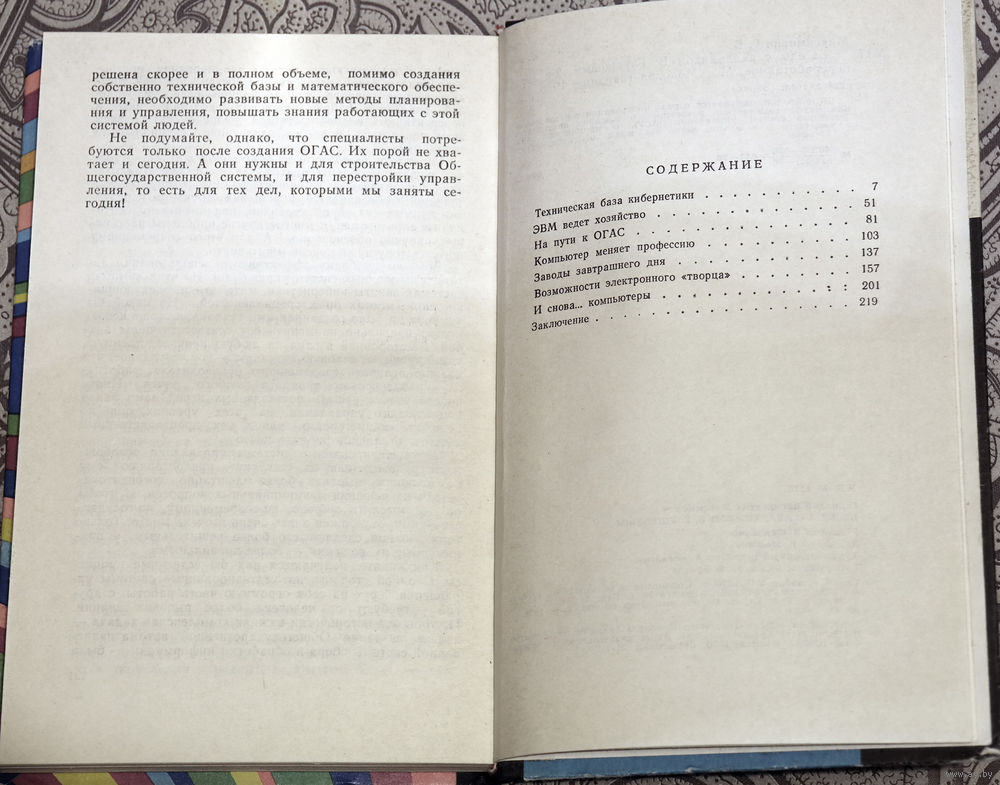 решена скорее и в полном объеме, помимо создания
собственно технической базы и математического обеспе-
чения, необходимо развивать новые методы планирова-
ния и управления, повышать знания работающих с этой
системой людей.
Не подумайте, однако, что специалисты потре-
буются только после создания ОГАС. Их порой не хва-
тает и сегодня. А они нужны и для строительства Об-
щегосударственной системы, и для перестройки управ-
ления, то есть для тех дел, которыми мы заняты се-
годня!
СОДЕРЖАНИЕ
Техническая база кибернетики . . . . . . . . . 7
ЭВМ ведет хозяйство . . . . . . . . . . . 51
На пути к ОГАС . . . . . . . . . . . . 81
Компьютер меняет профессию . . . . . . . . . 103
Заводы завтрашнего дня . . . . . . . . . . 137
Возможности электронного «творца» . . . . . . . 157
И снова... компьютеры . . . . . . . . . . 201
Заключение . . . . . . . . . . . . . . 219
www.ay.by